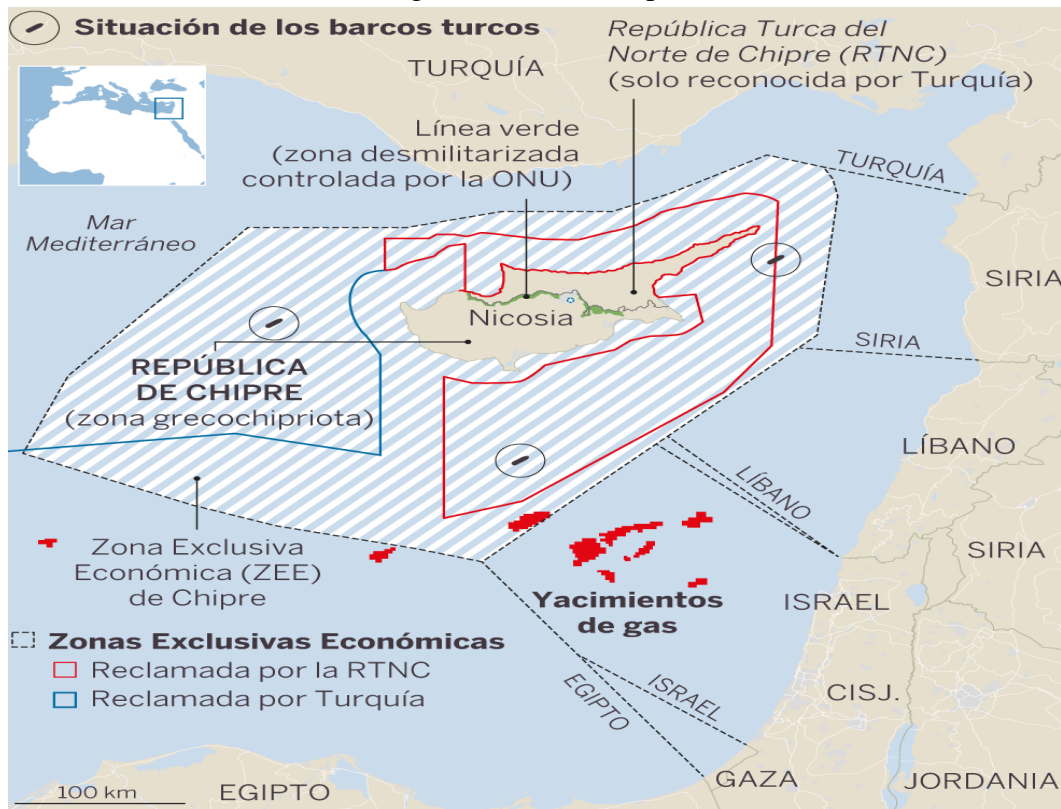 Situación de los barcos turcos
República Turca del
Norte de Chipre (RTNC)
(solo reconocida por Turquía)
TURQUÍA
Línea verde
(zona desmilitarizada
controlada por la ONU)
TURQUÍA
Mar
Mediterráneo
SIRIA
Nicosia
SIRIA
REPÚBLICA
DE CHIPRE
(zona grecochipriota)
LÍBANO
LÍBANO
Zona Exclusiva
Económica (ZEE)
de Chipre
SIRIA
Yacimientos
de gas
ISRAEL
Zonas Exclusivas Económicas
Reclamada por la RTNC
Reclamada por Turquía
ISRAEL
EGIPTO
CISJ.
100 km
EGIPTO
GAZA
JORDANIA